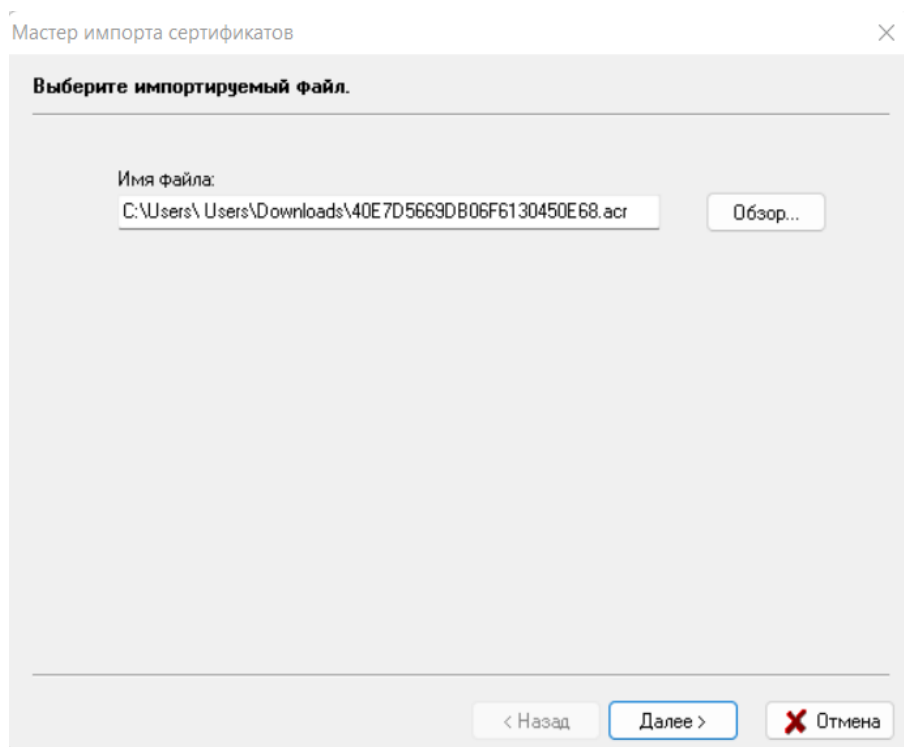 Мастер импорта сертификатов
Выберите импортируемый файл.
Имя файла:
C:\Users\ Users\Downloads\40E7D5669DB06F6130450E68.acr
Обзор...
< Назад
Далее >
Отмена